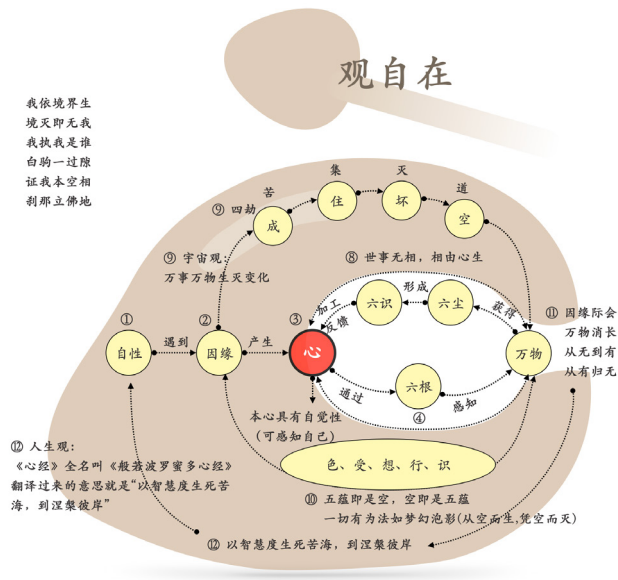 观自在
我依境界生
境灭即无我
我执我是谁
白驹一过隙
证我本空相
刹那立佛地
苦
集
灭
道
⑨ 四劫
成
住
坏
空
⑨ 宇宙观：
万事万物生灭变化
⑧ 世事无相，相由心生
加工
反馈
六识
形成
六尘
获得
①
自性
遇到
②
因缘
产生
③
心
万物
⑪ 因缘际会
万物消长
从无到有
从有归无
通过
六根
④
感知
本心具有自觉性
(可感知自己)
⑫ 人生观：
《心经》全名叫《般若波罗蜜多心经》
翻译过来的意思就是“以智慧度生死苦
海，到涅槃彼岸”
色、受、想、行、识
⑩ 五蕴即是空，空即是五蕴
一切有为法如梦幻泡影(从空而生,凭空而灭)
⑫ 以智慧度生死苦海，到涅槃彼岸